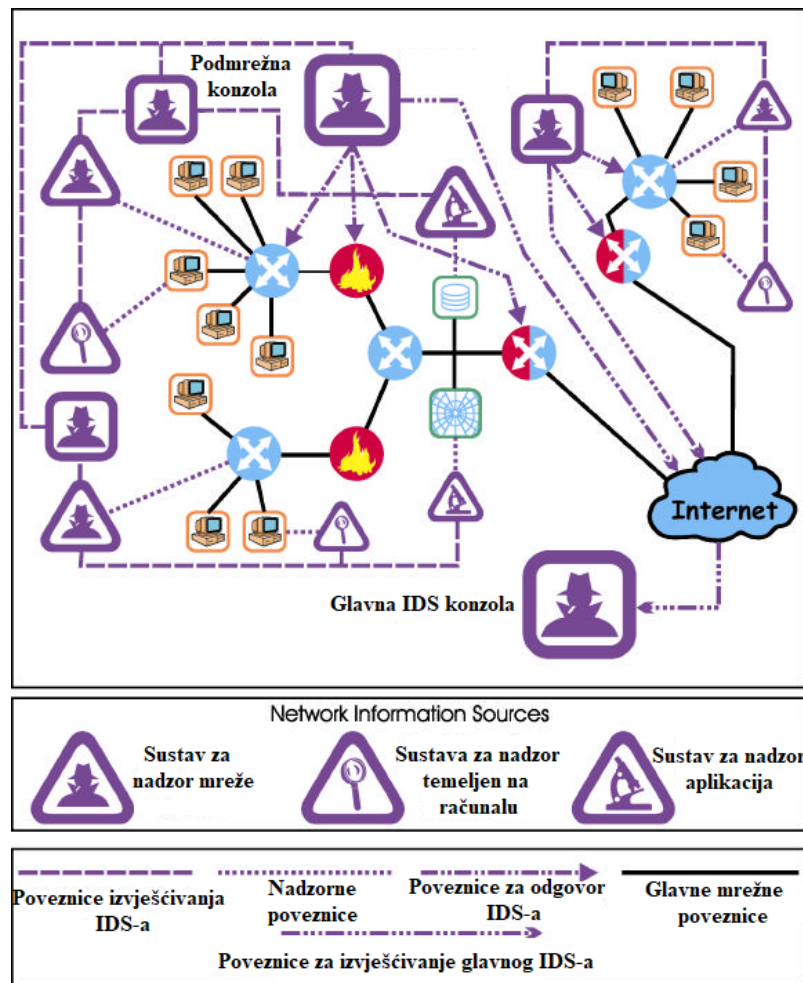 Podmrežna
konzola
Internet
Glavna IDS konzola
Network Information Sources
Sustav za
nadzor mreže
Sustava za nadzor
temeljen na
računalu
Sustav za nadzor
aplikacija
Poveznice izvješćivanja
IDS-a
Nadzorne
poveznice
Poveznice za odgovor
IDS-a
Glavne mrežne
poveznice
Poveznice za izvješćivanje glavnog IDS-a